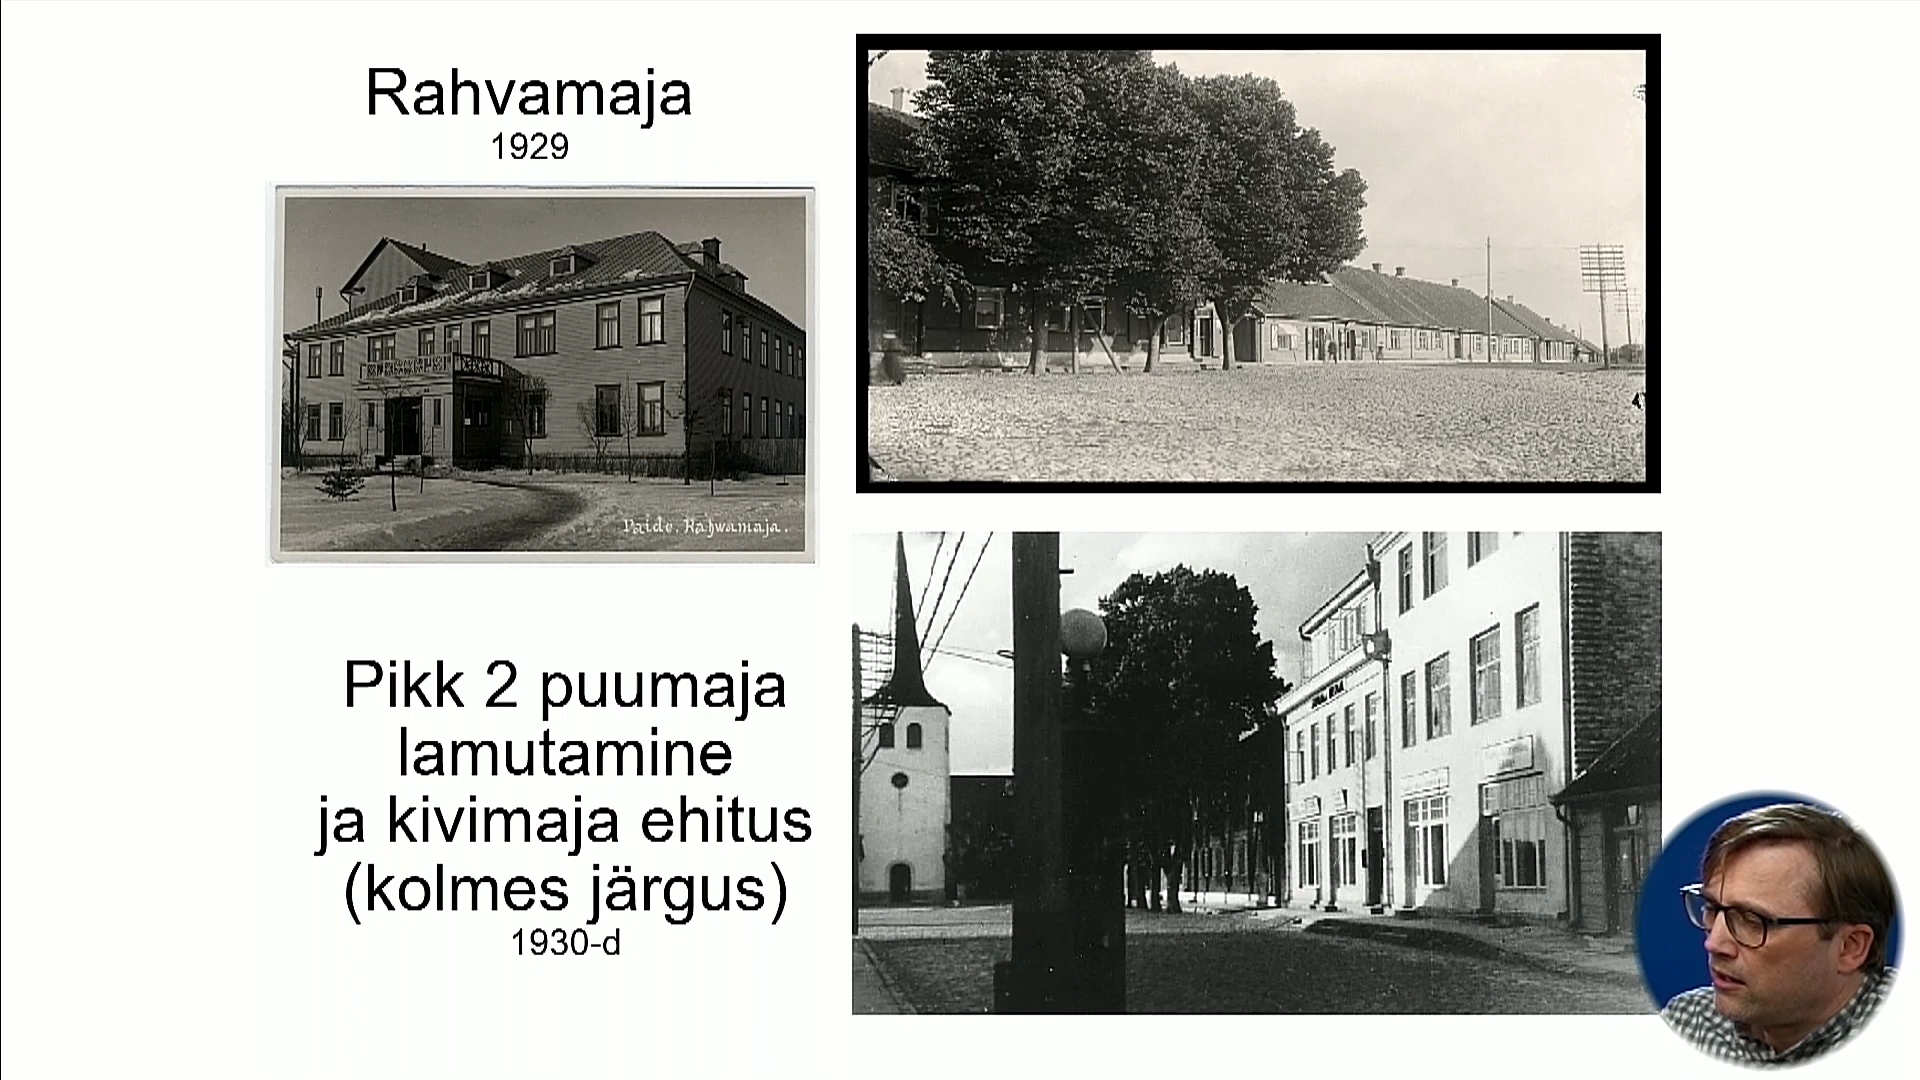 Rahvamaja
1929
Paide. Rahwamaja.
Pikk 2 puumaja
lamutamine
ja kivimaja ehitus
(kolmes järgus)
1930-d